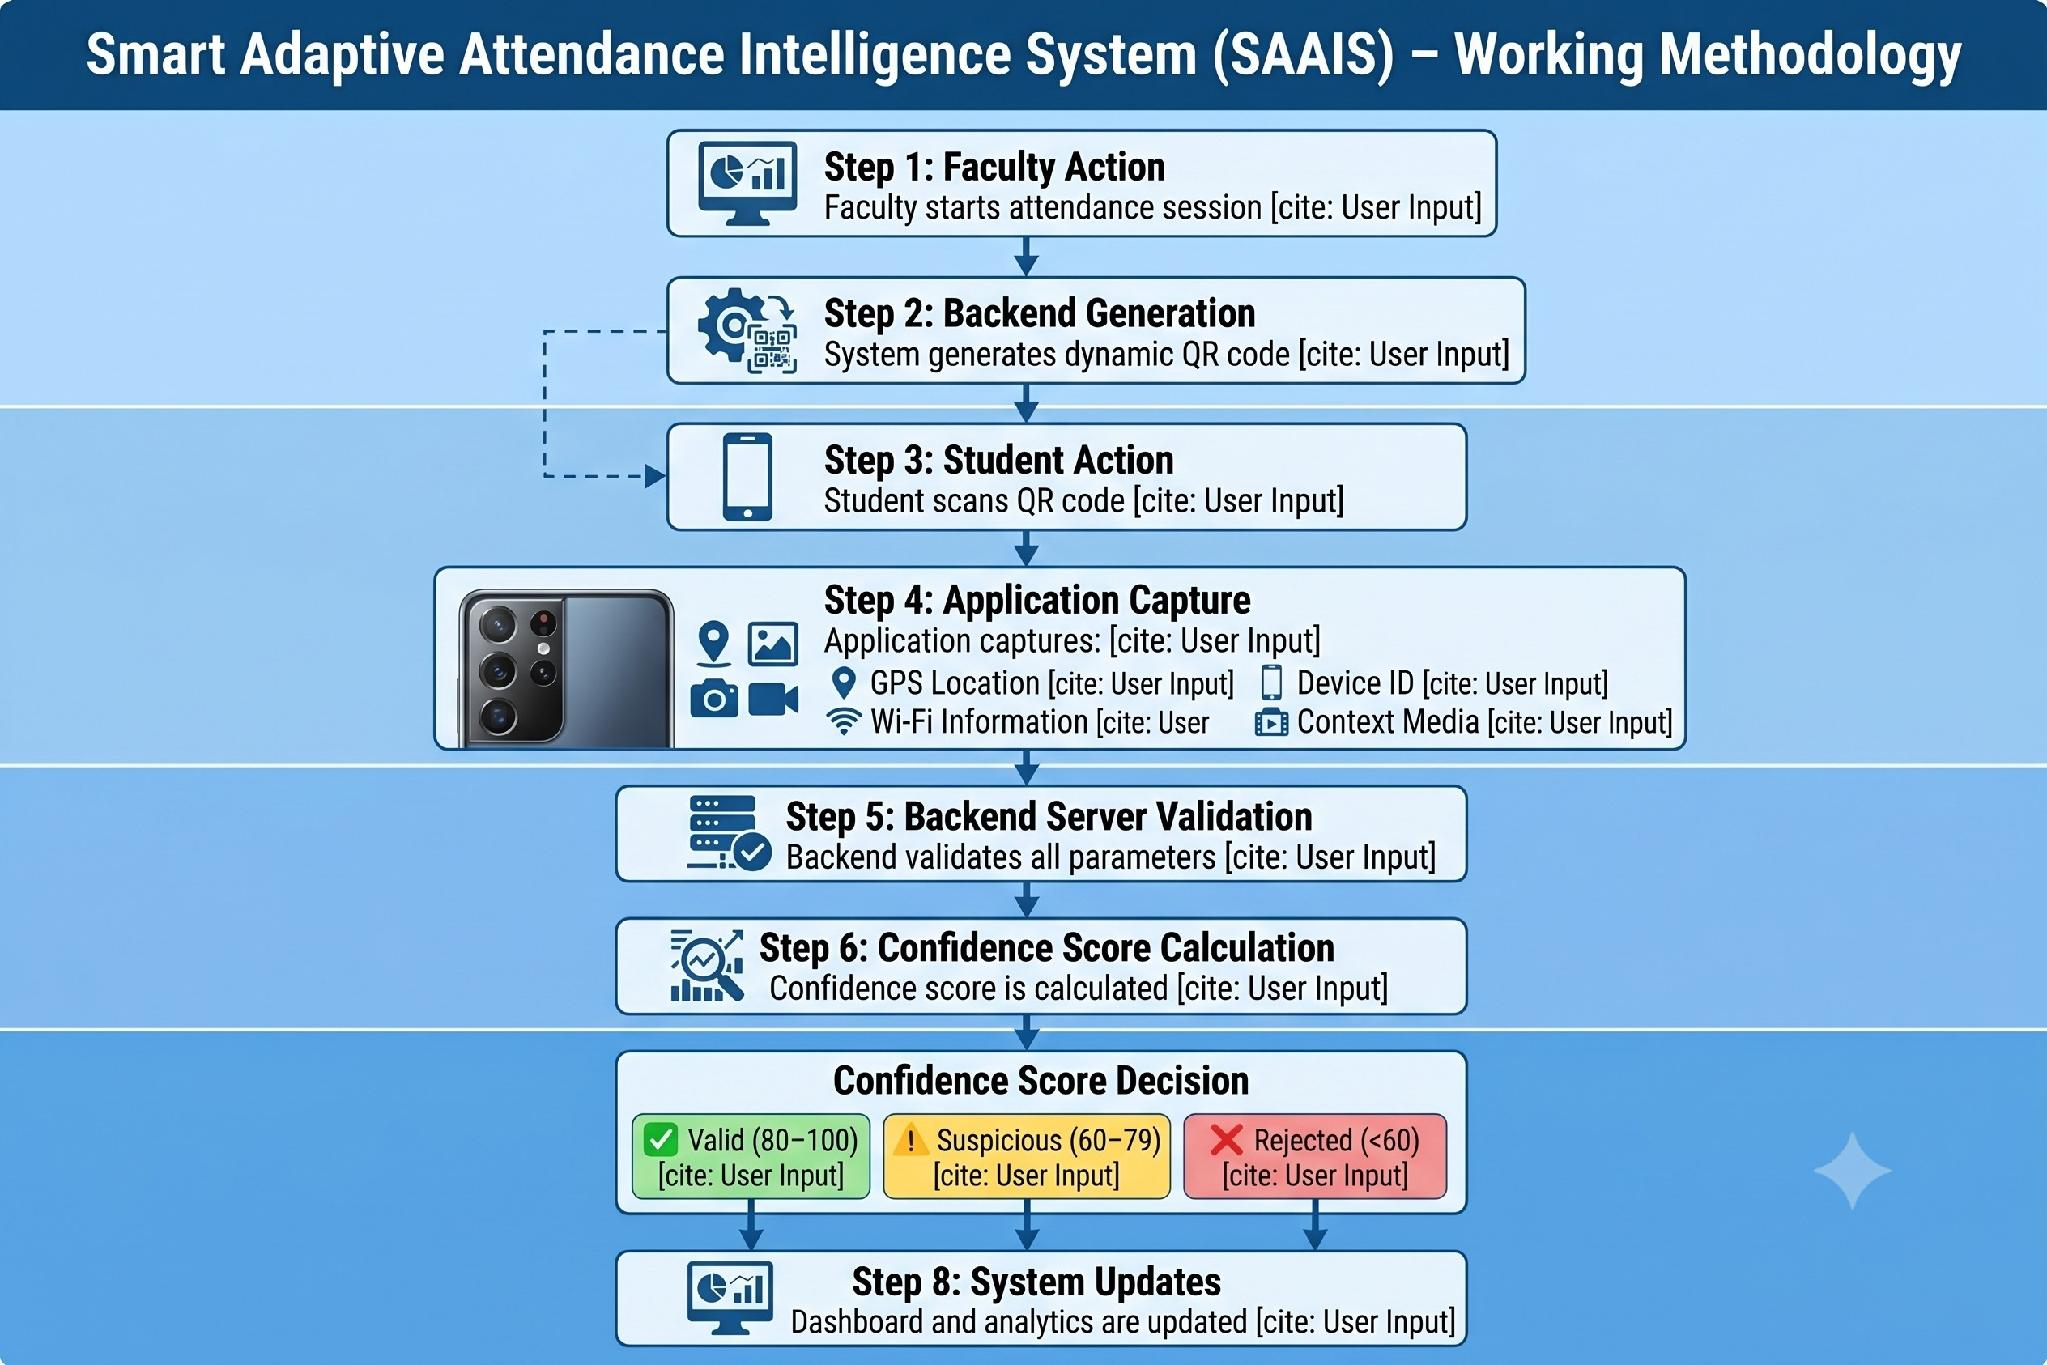 Smart Adaptive Attendance Intelligence System (SAAIS) – Working Methodology
Step 1: Faculty Action
Faculty starts attendance session [cite: User Input]
Step 2: Backend Generation
System generates dynamic QR code [cite: User Input]
Step 3: Student Action
Student scans QR code [cite: User Input]
Step 4: Application Capture
Application captures: [cite: User Input]
GPS Location [cite: User Input]
Device ID [cite: User Input]
Wi-Fi Information [cite: User
Context Media [cite: User Input]
Step 5: Backend Server Validation
Backend validates all parameters [cite: User Input]
Step 6: Confidence Score Calculation
Confidence score is calculated [cite: User Input]
Confidence Score Decision
Valid (80–100)
[cite: User Input]
Suspicious (60–79)
[cite: User Input]
Rejected (<60)
[cite: User Input]
Step 8: System Updates
Dashboard and analytics are updated [cite: User Input]